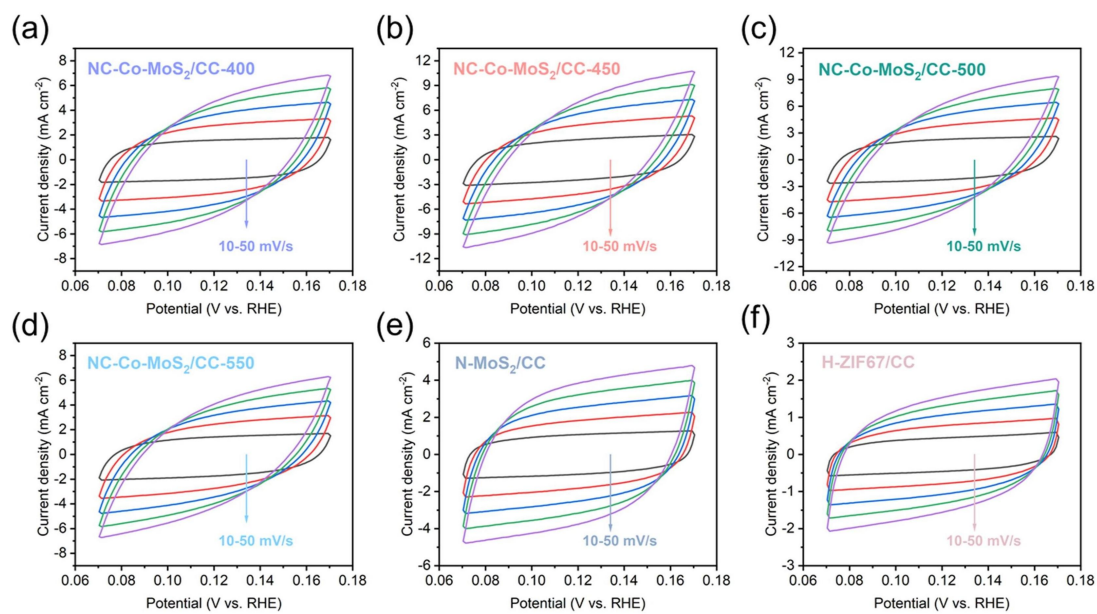 (a)
NC-Co-MoS₂/CC-400
Current density (mA cm⁻²)
8
6
4
2
0
-2
-4
-6
-8
10-50 mV/s
0.06 0.08 0.10 0.12 0.14 0.16 0.18
Potential (V vs. RHE)
(b)
NC-Co-MoS₂/CC-450
Current density (mA cm⁻²)
12
9
6
3
0
-3
-6
-9
-12
10-50 mV/s
0.06 0.08 0.10 0.12 0.14 0.16 0.18
Potential (V vs. RHE)
(c)
NC-Co-MoS₂/CC-500
Current density (mA cm⁻²)
12
9
6
3
0
-3
-6
-9
-12
10-50 mV/s
0.06 0.08 0.10 0.12 0.14 0.16 0.18
Potential (V vs. RHE)
(d)
NC-Co-MoS₂/CC-550
Current density (mA cm⁻²)
8
6
4
2
0
-2
-4
-6
-8
10-50 mV/s
0.06 0.08 0.10 0.12 0.14 0.16 0.18
Potential (V vs. RHE)
(e)
N-MoS₂/CC
Current density (mA cm⁻²)
6
4
2
0
-2
-4
-6
10-50 mV/s
0.06 0.08 0.10 0.12 0.14 0.16 0.18
Potential (V vs. RHE)
(f)
H-ZIF67/CC
Current density (mA cm⁻²)
3
2
1
0
-1
-2
-3
10-50 mV/s
0.06 0.08 0.10 0.12 0.14 0.16 0.18
Potential (V vs. RHE)